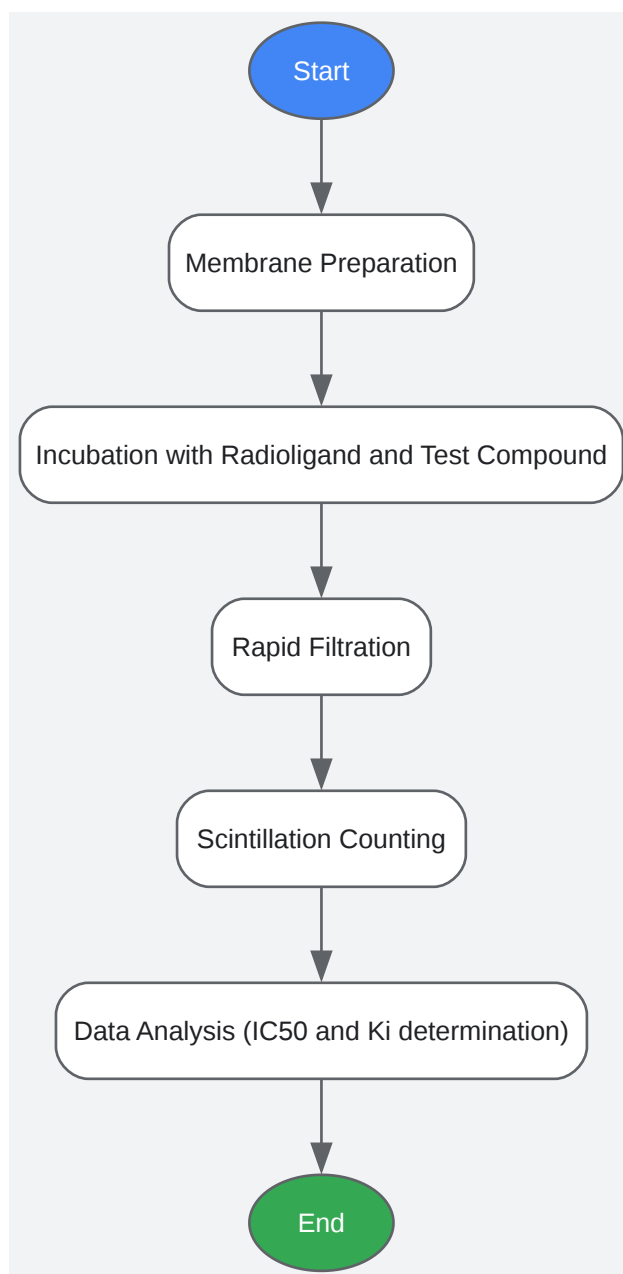 Start
Membrane Preparation
Incubation with Radioligand and Test Compound
Rapid Filtration
Scintillation Counting
Data Analysis (IC50 and Ki determination)
End